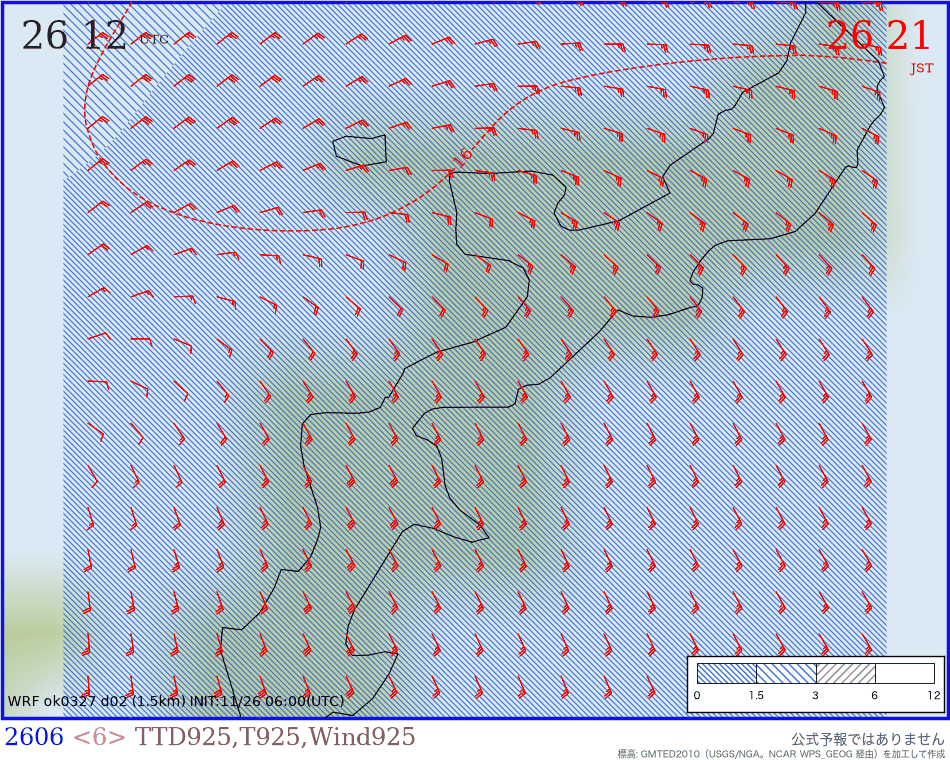 26 12 UTC
26 21
JST
16
WRF ok0327 d02 (1.5km) INIT:11/26 06:00(UTC)
0 1.5 3 6 12
2606 <6> TTD925,T925,Wind925
公式予報ではありません
標高: GMTED2010（USGS/NGA。NCAR WPS_GEOG 経由）を加工して作成